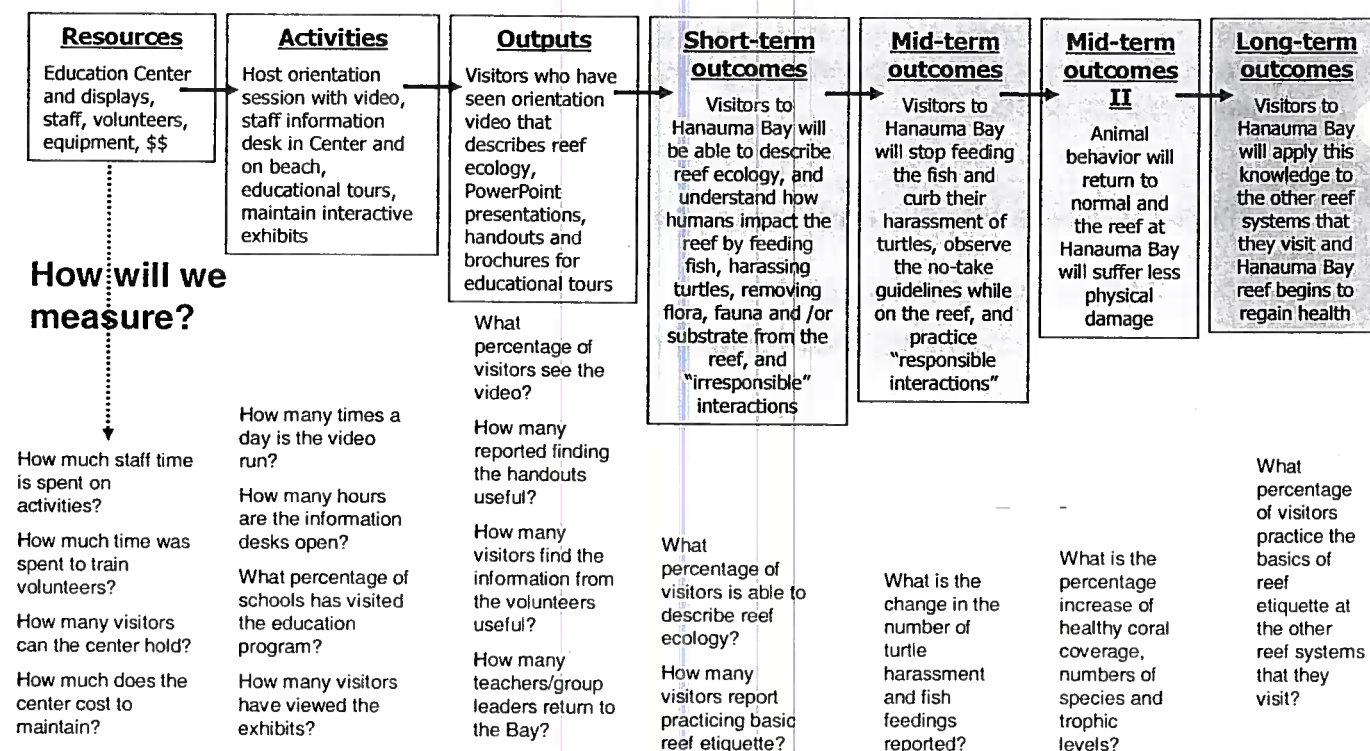 Resources
Education Center
and displays,
staff, volunteers,
equipment, $$
Activities
Host orientation
session with video,
staff information
desk in Center and
on beach,
educational tours,
maintain interactive
exhibits
Outputs
Visitors who have
seen orientation
video that
describes reef
ecology,
PowerPoint
presentations,
handouts and
brochures for
educational tours
Short-term
outcomes
Visitors to
Hanauma Bay will
be able to describe
reef ecology, and
understand how
humans impact the
reef by feeding
fish, harassing
turtles, removing
flora, fauna and /or
substrate from the
reef, and
"irresponsible"
interactions
Mid-term
outcomes
Visitors to
Hanauma Bay
will stop feeding
the fish and
curb their
harassment of
turtles, observe
the no-take
guidelines while
on the reef, and
practice
"responsible
interactions"
Mid-term
outcomes
II
Animal
behavior will
return to
normal and
the reef at
Hanauma Bay
will suffer less
physical
damage
Long-term
outcomes
Visitors to
Hanauma Bay
will apply this
knowledge to
the other reef
systems that
they visit and
Hanauma Bay
reef begins to
regain health
How will we
measure?
How much staff time
is spent on
activities?
How much time was
spent to train
volunteers?
How many visitors
can the center hold?
How much does the
center cost to
maintain?
How many times a
day is the video
run?
How many hours
are the information
desks open?
What percentage of
schools has visited
the education
program?
How many visitors
have viewed the
exhibits?
What
percentage of
visitors see the
video?
How many
reported finding
the handouts
useful?
How many
visitors find the
information from
the volunteers
useful?
How many
teachers/group
leaders return to
the Bay?
What
percentage of
visitors is able to
describe reef
ecology?
How many
visitors report
practicing basic
reef etiquette?
What is the
change in the
number of
turtle
harassment
and fish
feedings
reported?
What is the
percentage
increase of
healthy coral
coverage,
numbers of
species and
trophic
levels?
What
percentage
of visitors
practice the
basics of
reef
etiquette at
the other
reef systems
that they
visit?